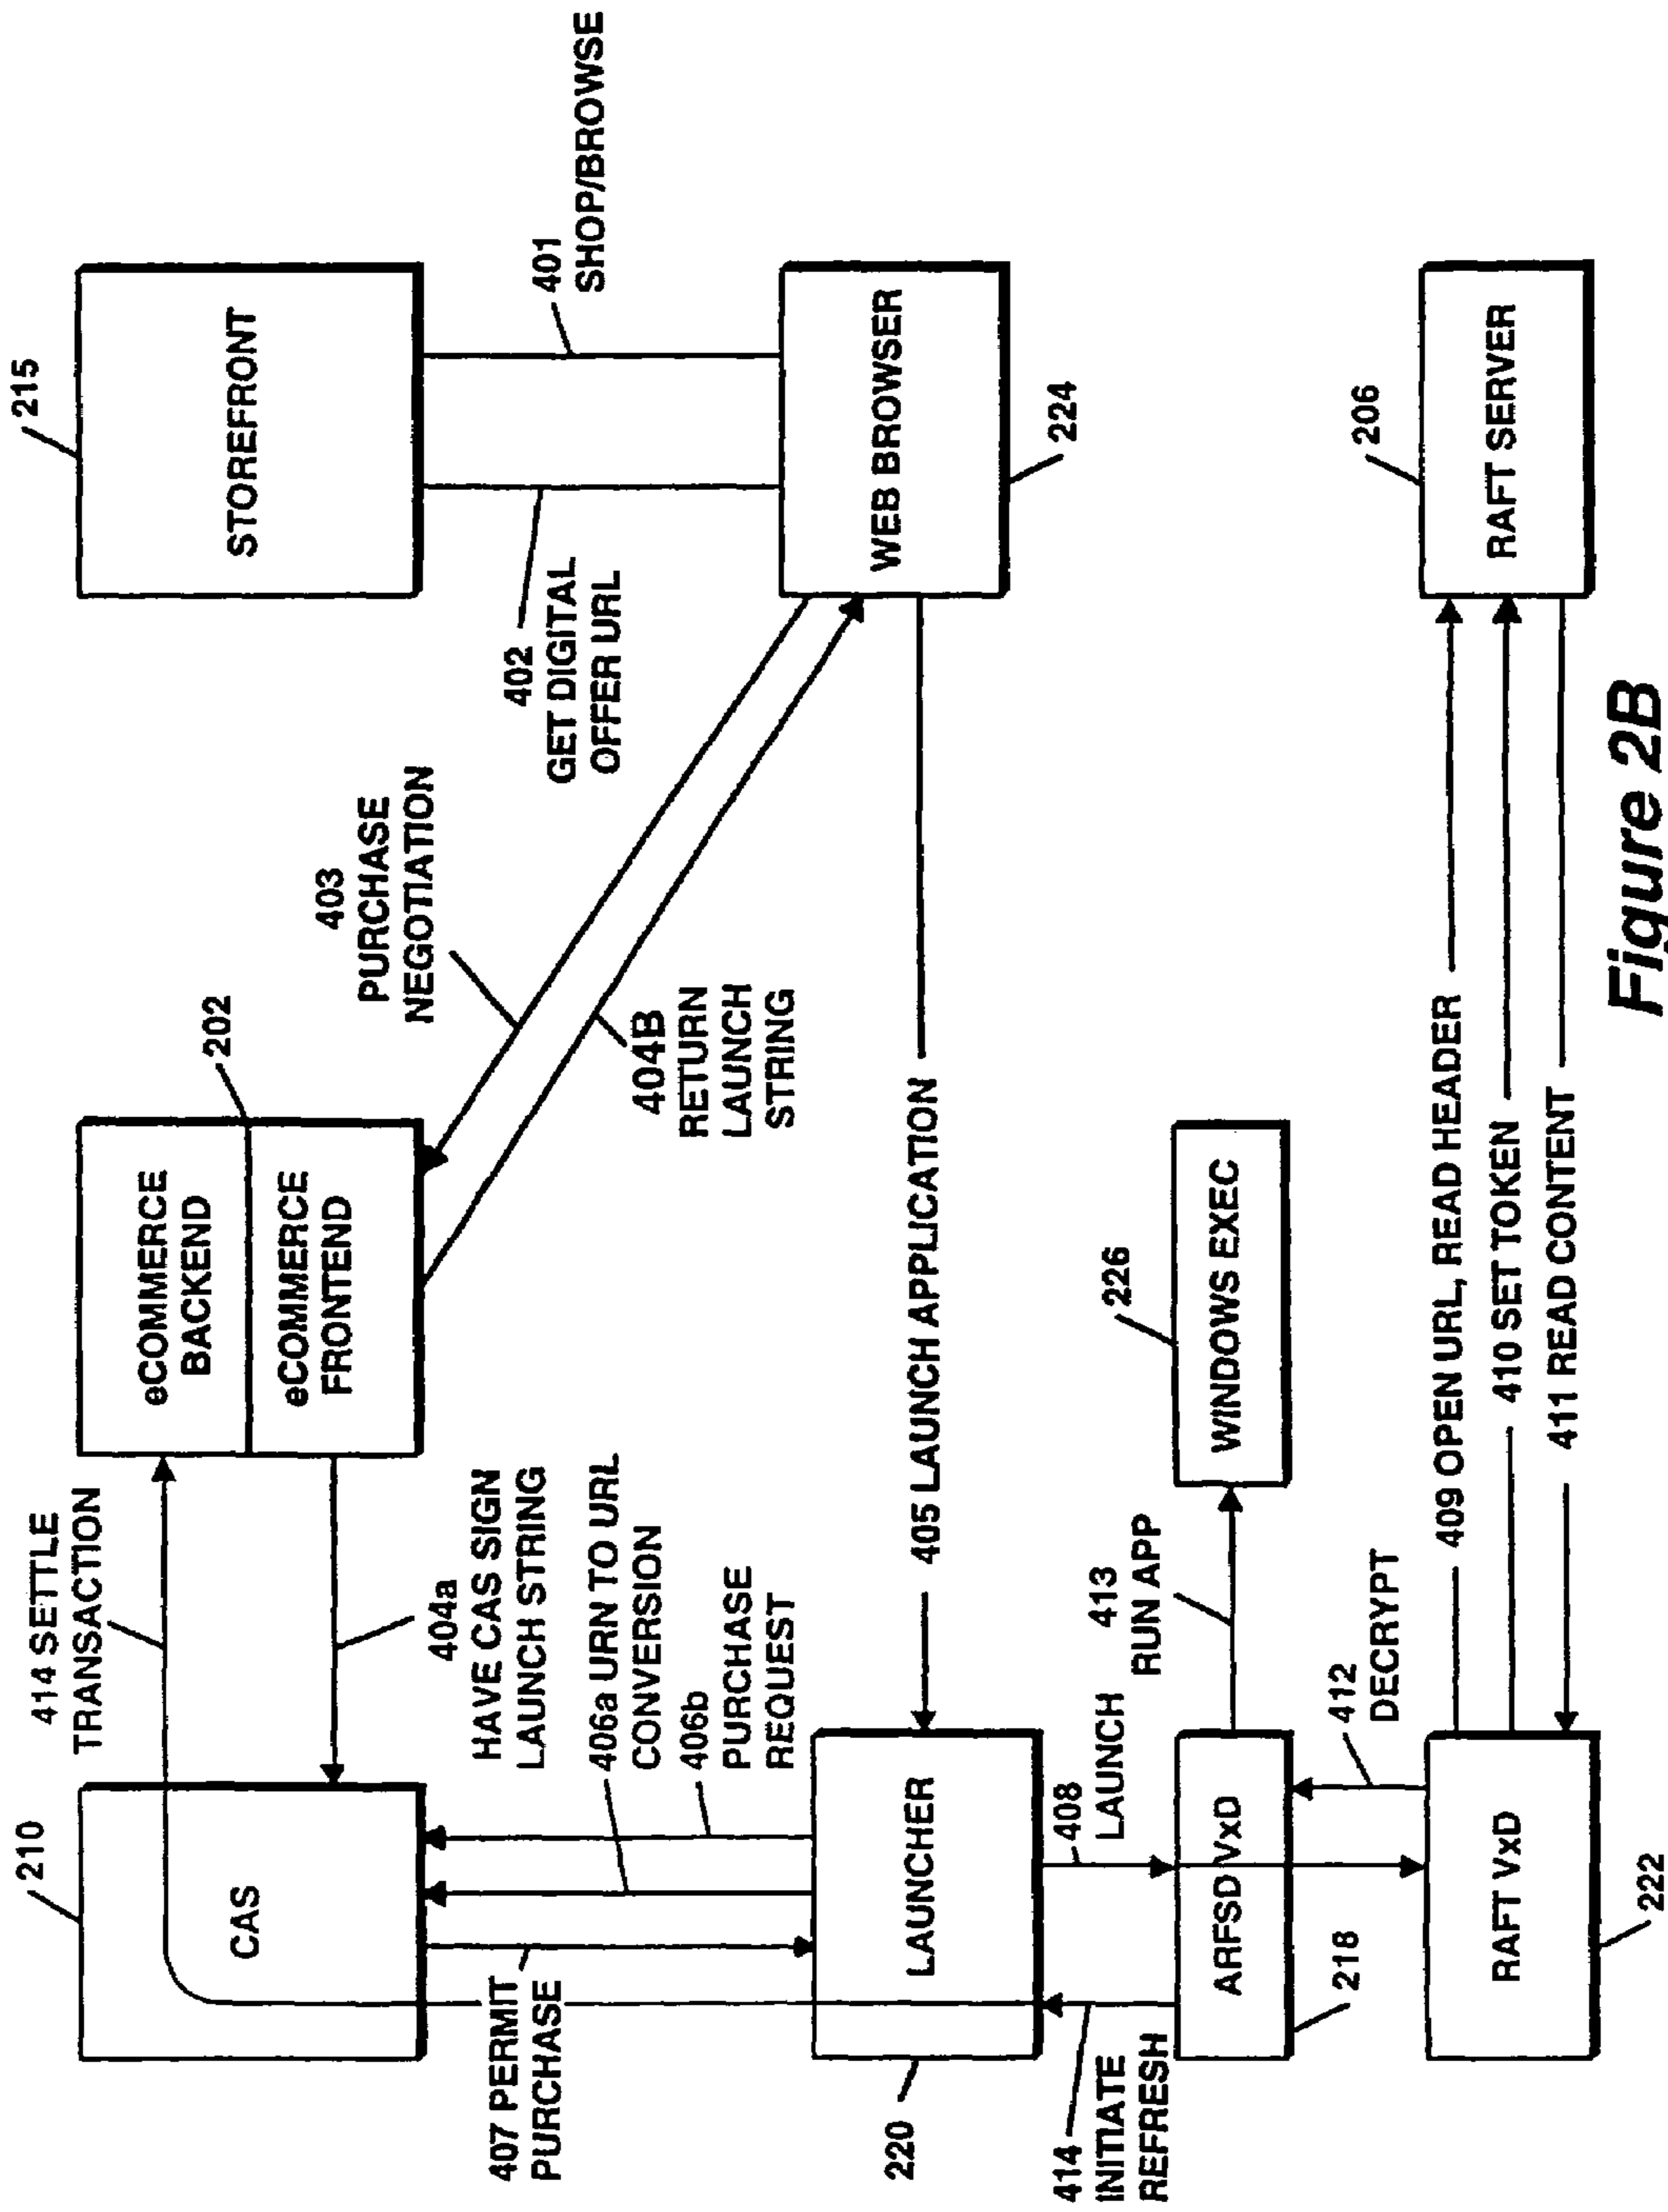 215
STOREFRONT
401
SHOP/BROWSE
402
GET DIGITAL
OFFER URL
WEB BROWSER
224
403
PURCHASE
NEGOTIATION
404B
RETURN
LAUNCH
STRING
202
eCOMMERCE
BACKEND
eCOMMERCE
FRONTEND
414 SETTLE
TRANSACTION
404a
HAVE CAS SIGN
LAUNCH STRING
210
CAS
406a URN TO URL
CONVERSION
406b
PURCHASE
REQUEST
407 PERMIT
PURCHASE
405 LAUNCH APPLICATION
LAUNCHER
220
408
LAUNCH
414
INITIATE
REFRESH
ARFSD VxD
218
413
RUN APP
226
WINDOWS EXEC
412
DECRYPT
RAFT VxD
222
409 OPEN URL, READ HEADER
410 SET TOKEN
411 READ CONTENT
206
RAFT SERVER
Figure 2B